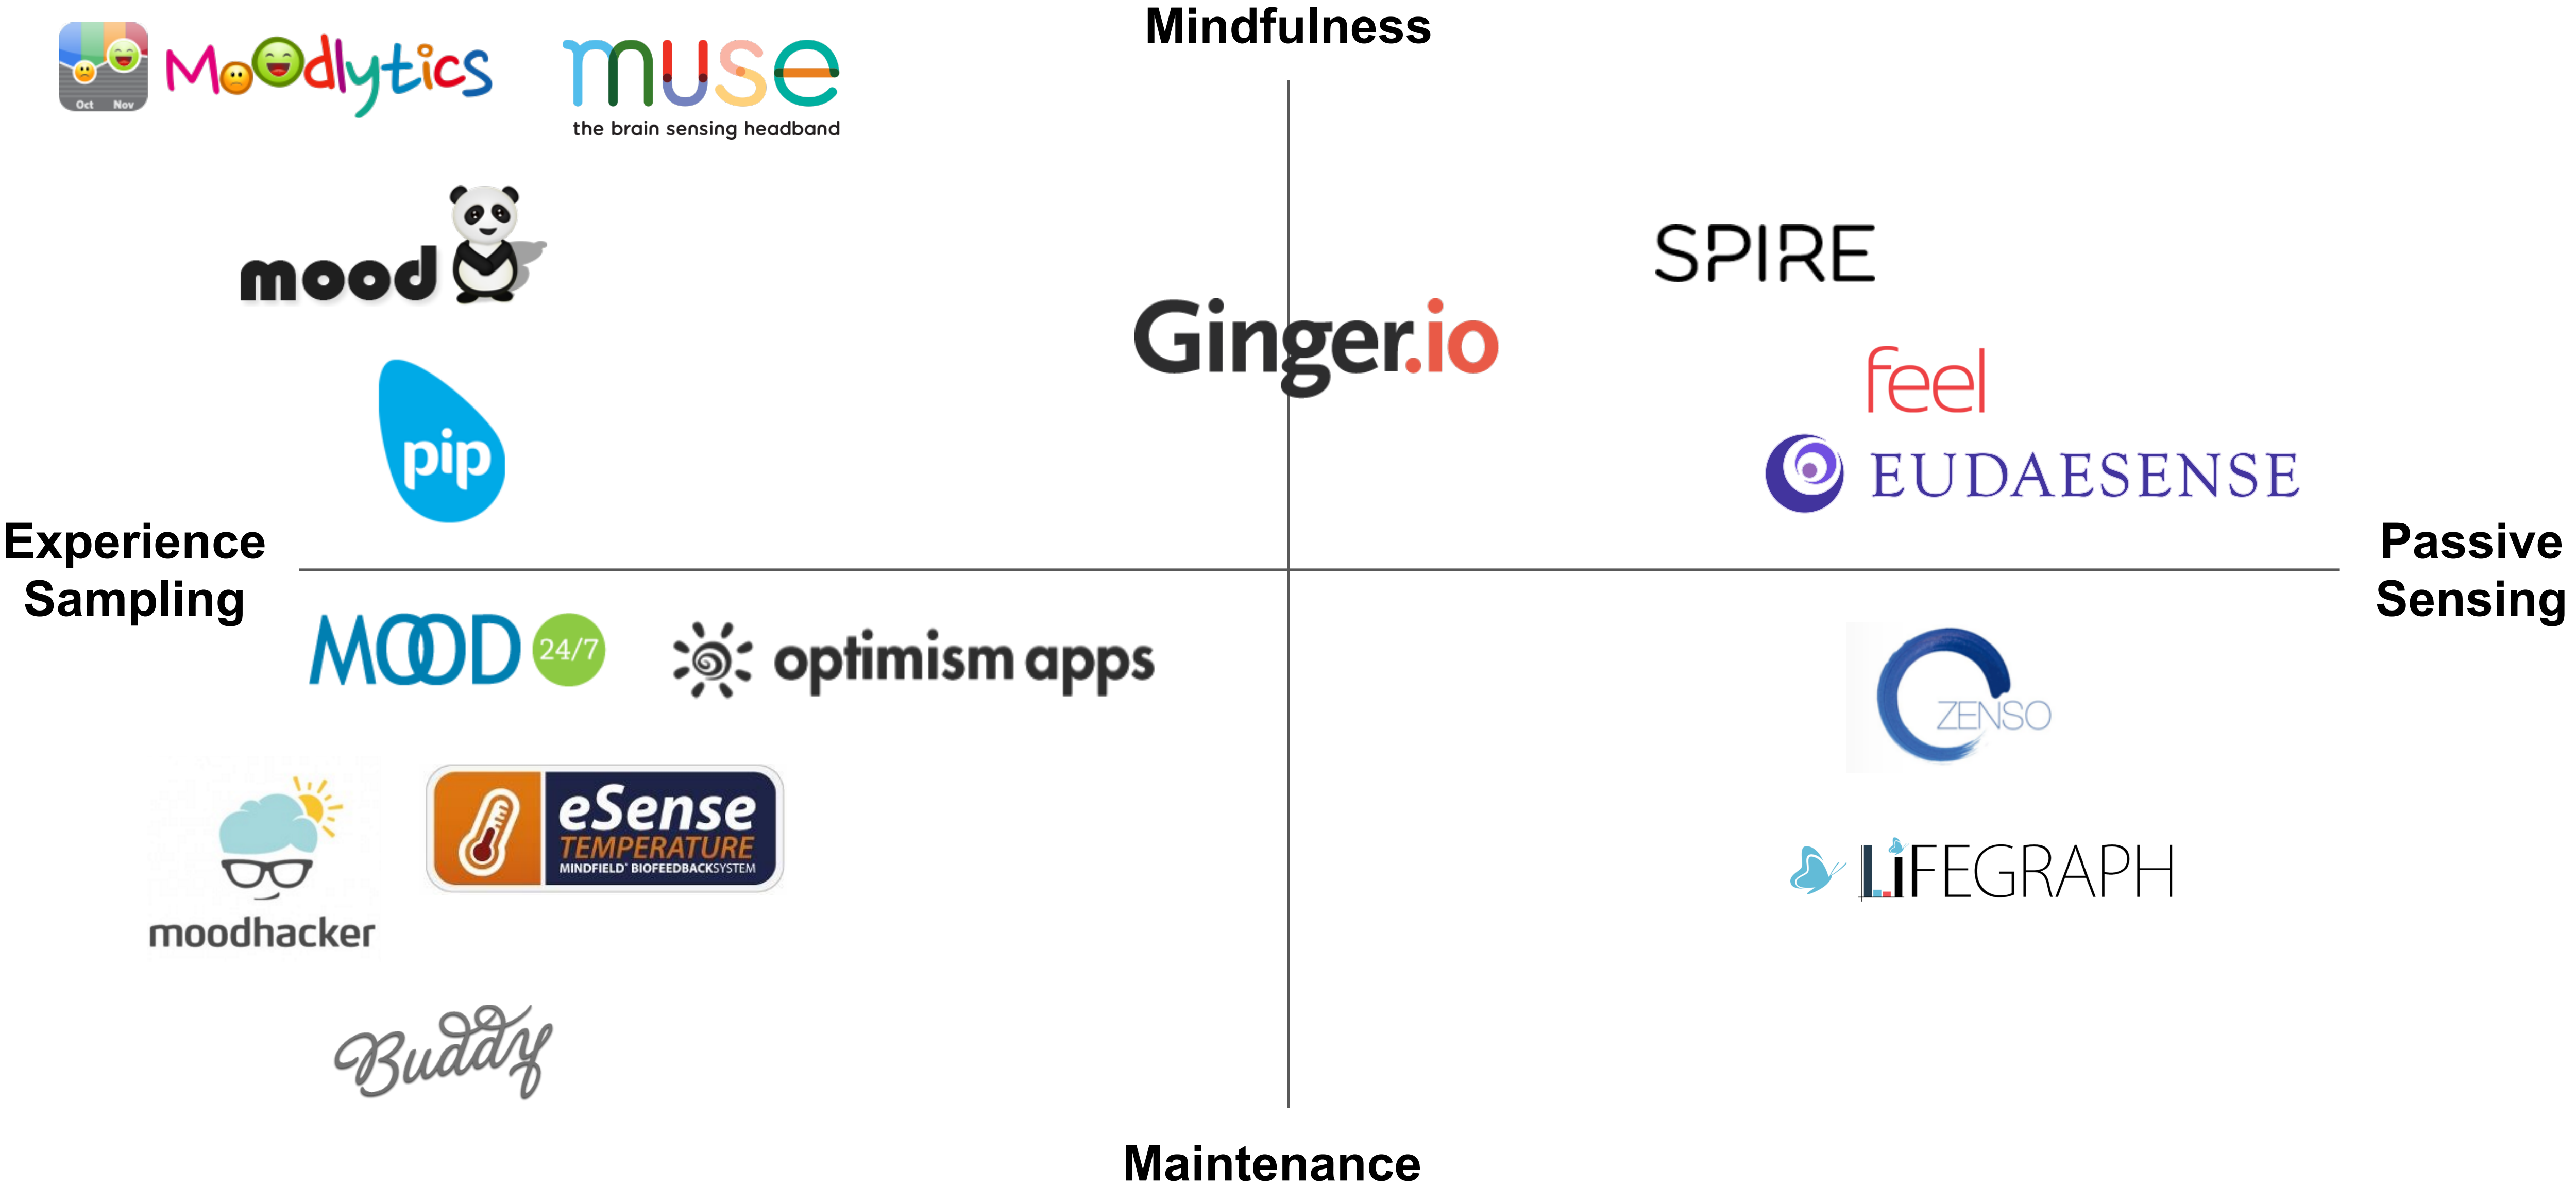 Mindfulness
Oct Nov
Moodlytics
muse
the brain sensing headband
mood
SPIRE
Ginger.io
feel
pip
EUDAESENSE
Experience
Sampling
Passive
Sensing
MOOD 24/7
optimism apps
ZENSO
eSense
TEMPERATURE
MINDFIELD® BIOFEEDBACKSYSTEM
LiFEGRAPH
moodhacker
Buddy
Maintenance